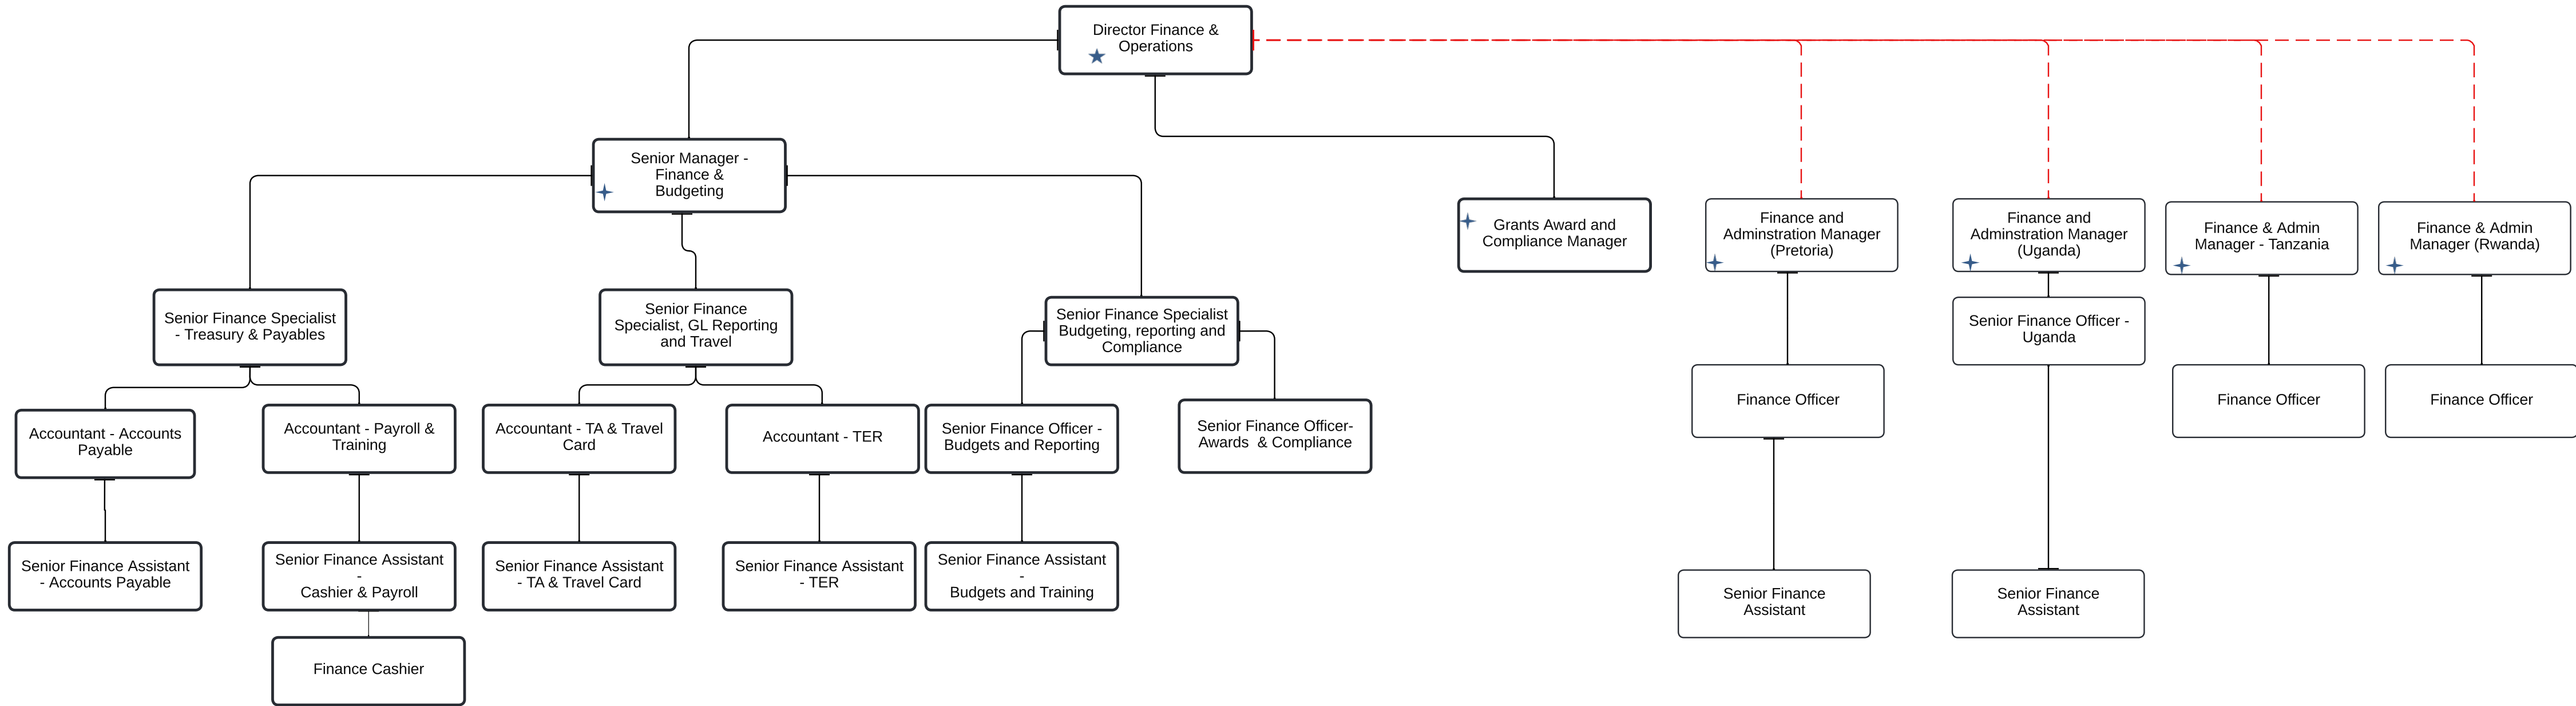 Director Finance &
Operations
Senior Manager -
Finance &
Budgeting
Grants Award and
Compliance Manager
Finance and
Adminstration Manager
(Pretoria)
Finance and
Adminstration Manager
(Uganda)
Finance & Admin
Manager - Tanzania
Finance & Admin
Manager (Rwanda)
Senior Finance Specialist
- Treasury & Payables
Senior Finance
Specialist, GL Reporting
and Travel
Senior Finance Specialist
Budgeting, reporting and
Compliance
Senior Finance Officer -
Uganda
Finance Officer
Finance Officer
Finance Officer
Accountant - Accounts
Payable
Accountant - Payroll &
Training
Accountant - TA & Travel
Card
Accountant - TER
Senior Finance Officer -
Budgets and Reporting
Senior Finance Officer-
Awards  & Compliance
Senior Finance Assistant
- Accounts Payable
Senior Finance Assistant
-
Cashier & Payroll
Senior Finance Assistant
- TA & Travel Card
Senior Finance Assistant
- TER
Senior Finance Assistant
-
Budgets and Training
Senior Finance
Assistant
Senior Finance
Assistant
Finance Cashier